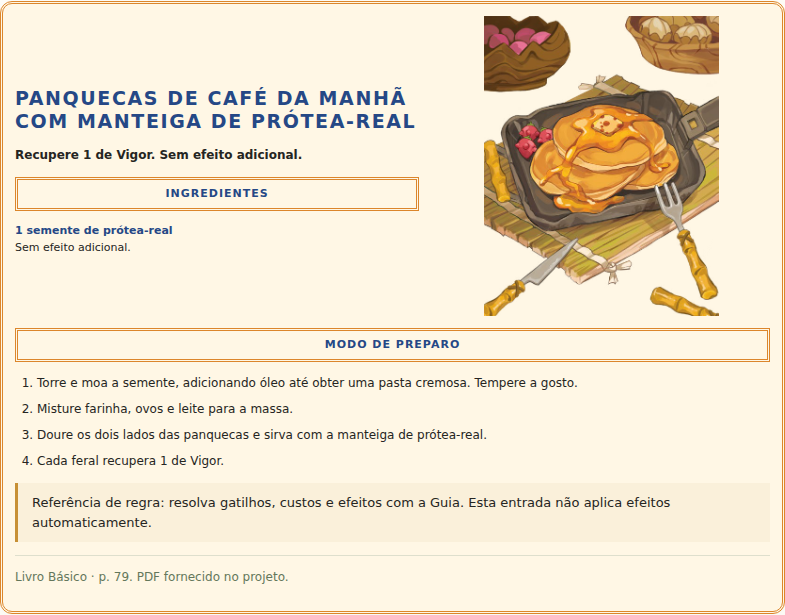 PANQUECAS DE CAFÉ DA MANHÃ
COM MANTEIGA DE PRÓTEA-REAL
Recupere 1 de Vigor. Sem efeito adicional.
INGREDIENTES
1 semente de prótea-real
Sem efeito adicional.
MODO DE PREPARO
1. Torre e moa a semente, adicionando óleo até obter uma pasta cremosa. Tempere a gosto.
2. Misture farinha, ovos e leite para a massa.
3. Doure os dois lados das panquecas e sirva com a manteiga de prótea-real.
4. Cada feral recupera 1 de Vigor.
Referência de regra: resolva gatilhos, custos e efeitos com a Guia. Esta entrada não aplica efeitos
automaticamente.
Livro Básico · p. 79. PDF fornecido no projeto.